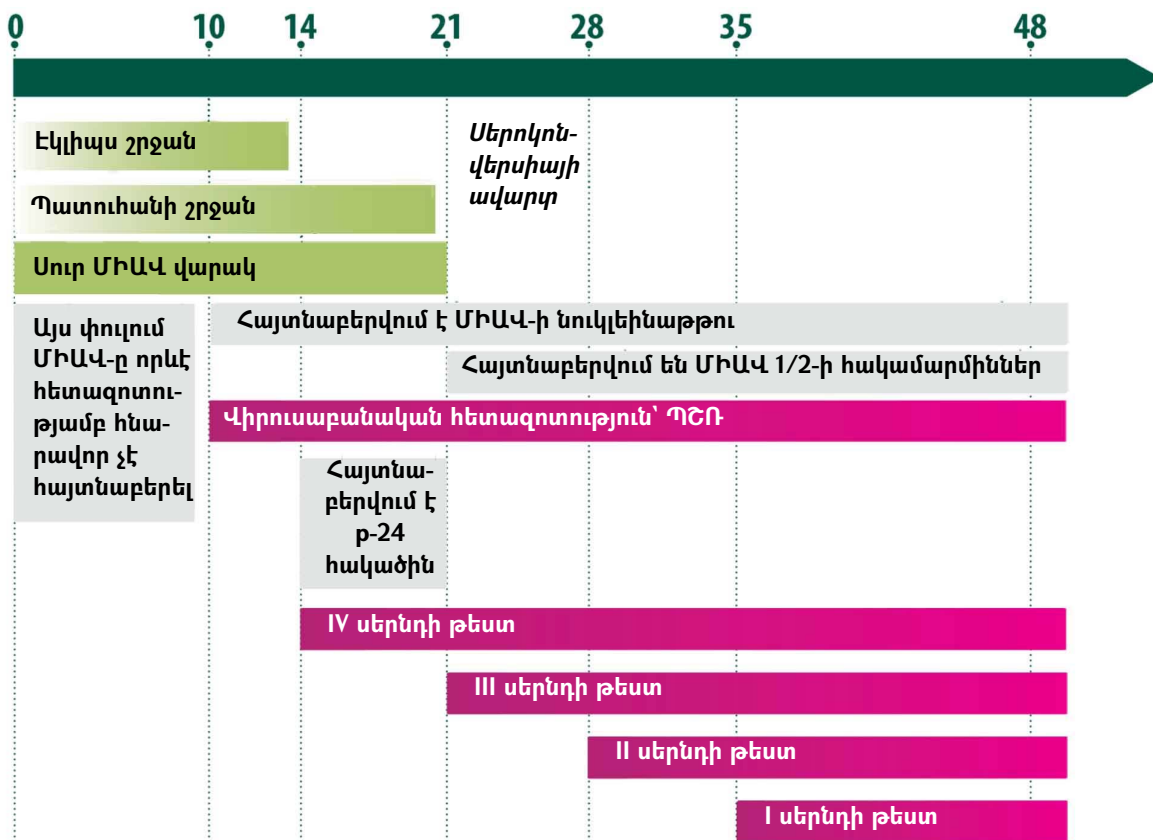 0 10 14 21 28 35 48
Էկլիպս շրջան
Սերոկոն-
վերսիայի
ավարտ
Պատուհանի շրջան
Սուր ՄԻԱՎ վարակ
Այս փուլում
ՄԻԱՎ-ը որևէ
հետազոտու-
թյամբ հնա-
րավոր չէ
հայտնաբերել
Հայտնաբերվում է ՄԻԱՎ-ի նուկլեինաթթու
Հայտնաբերվում են ՄԻԱՎ 1/2-ի հակամարմիններ
Վիրուսաբանական հետազոտություն՝ ՊՇՌ
Հայտնա-
բերվում է
p-24
հակածին
IV սերնդի թեստ
III սերնդի թեստ
II սերնդի թեստ
I սերնդի թեստ